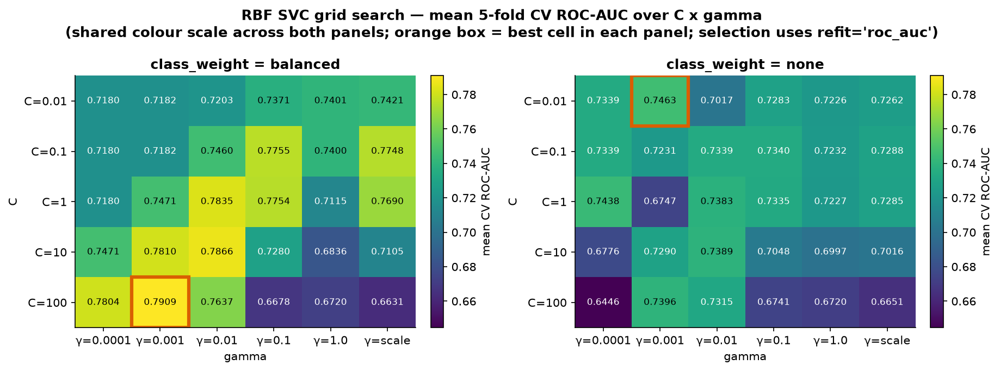 RBF SVC grid search — mean 5-fold CV ROC-AUC over C x gamma
(shared colour scale across both panels; orange box = best cell in each panel; selection uses refit='roc_auc')
class_weight = balanced
C
C=0.01 0.7180 0.7182 0.7203 0.7371 0.7401 0.7421
C=0.1 0.7180 0.7182 0.7460 0.7755 0.7400 0.7748
C=1 0.7180 0.7471 0.7835 0.7754 0.7115 0.7690
C=10 0.7471 0.7810 0.7866 0.7280 0.6836 0.7105
C=100 0.7804 0.7909 0.7637 0.6678 0.6720 0.6631
γ=0.0001 γ=0.001 γ=0.01 γ=0.1 γ=1.0 γ=scale
gamma
0.78
0.76
0.74
0.72
0.70
0.68
0.66
mean CV ROC-AUC
class_weight = none
C
C=0.01 0.7339 0.7463 0.7017 0.7283 0.7226 0.7262
C=0.1 0.7339 0.7231 0.7339 0.7340 0.7232 0.7288
C=1 0.7438 0.6747 0.7383 0.7335 0.7227 0.7285
C=10 0.6776 0.7290 0.7389 0.7048 0.6997 0.7016
C=100 0.6446 0.7396 0.7315 0.6741 0.6720 0.6651
γ=0.0001 γ=0.001 γ=0.01 γ=0.1 γ=1.0 γ=scale
gamma
0.78
0.76
0.74
0.72
0.70
0.68
0.66
mean CV ROC-AUC